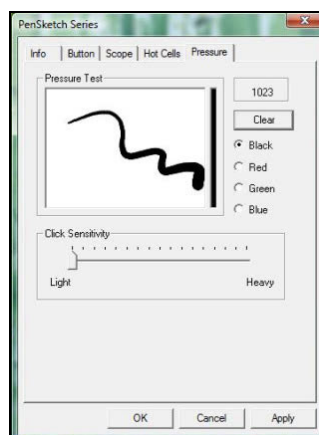 PenSketch Series
Info Button Scope Hot Cells Pressure
Pressure Test
1023
Clear
Black
Red
Green
Blue
Click Sensitivity
Light Heavy
OK Cancel Apply